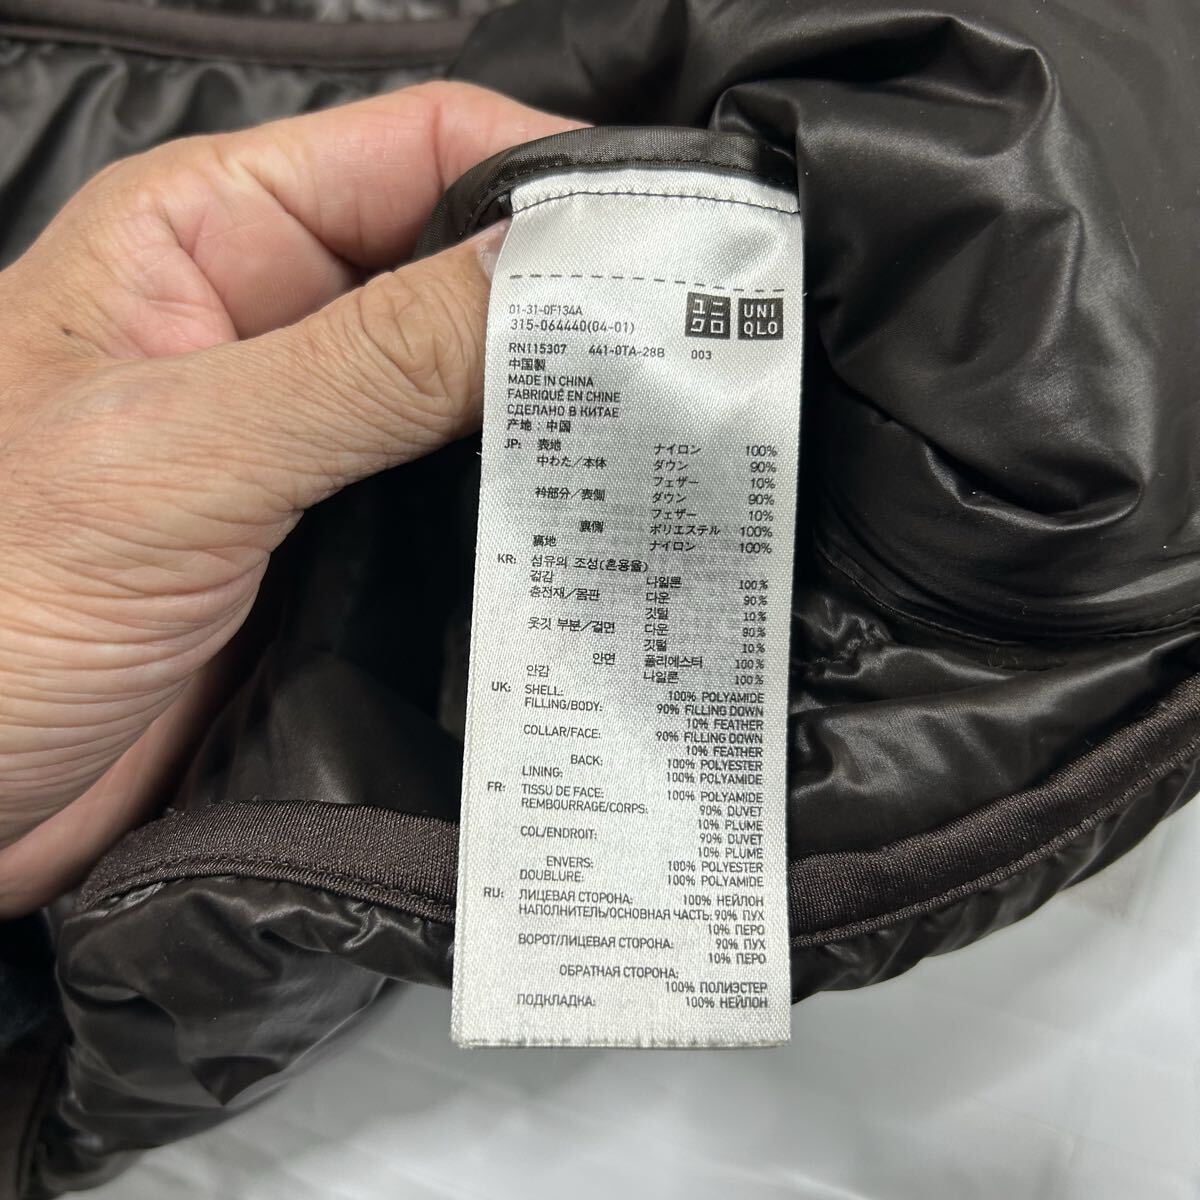 01-31-0F134A
315-064440(04-01)
ユニ
クロ
UNI
QLO
RN115307 441-0TA-28B 003
中国製
MADE IN CHINA
FABRIQUÉ EN CHINE
СДЕЛАНО В КИТАЕ
产地：中国
JP: 表地 ナイロン 100%
中わた／本体 ダウン 90%
フェザー 10%
衿部分／表側 ダウン 90%
フェザー 10%
裏側 ポリエステル 100%
裏地 ナイロン 100%
KR: 섬유의 조성(혼용율)
겉감 나일론 100%
충전재／몸판 다운 90%
깃털 10%
옷깃 부분／겉면 다운 90%
깃털 10%
안면 폴리에스터 100%
안감 나일론 100%
UK: SHELL: 100% POLYAMIDE
FILLING/BODY: 90% FILLING DOWN
10% FEATHER
COLLAR/FACE: 90% FILLING DOWN
10% FEATHER
BACK: 100% POLYESTER
LINING: 100% POLYAMIDE
FR: TISSU DE FACE: 100% POLYAMIDE
REMBOURRAGE/CORPS: 90% DUVET
10% PLUME
COL/ENDROIT: 90% DUVET
10% PLUME
ENVERS: 100% POLYESTER
DOUBLURE: 100% POLYAMIDE
RU: ЛИЦЕВАЯ СТОРОНА: 100% НЕЙЛОН
НАПОЛНИТЕЛЬ/ОСНОВНАЯ ЧАСТЬ: 90% ПУХ
10% ПЕРО
ВОРОТ/ЛИЦЕВАЯ СТОРОНА: 90% ПУХ
10% ПЕРО
ОБРАТНАЯ СТОРОНА:
100% ПОЛИЭСТЕР
ПОДКЛАДКА: 100% НЕЙЛОН